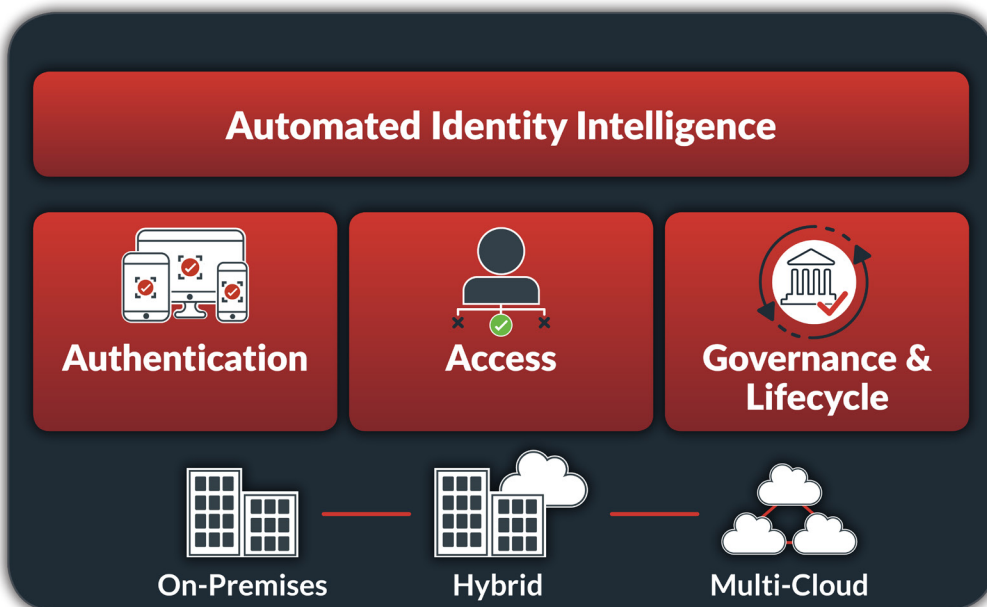 Automated Identity Intelligence
Authentication
Access
Governance &
Lifecycle
On-Premises
Hybrid
Multi-Cloud